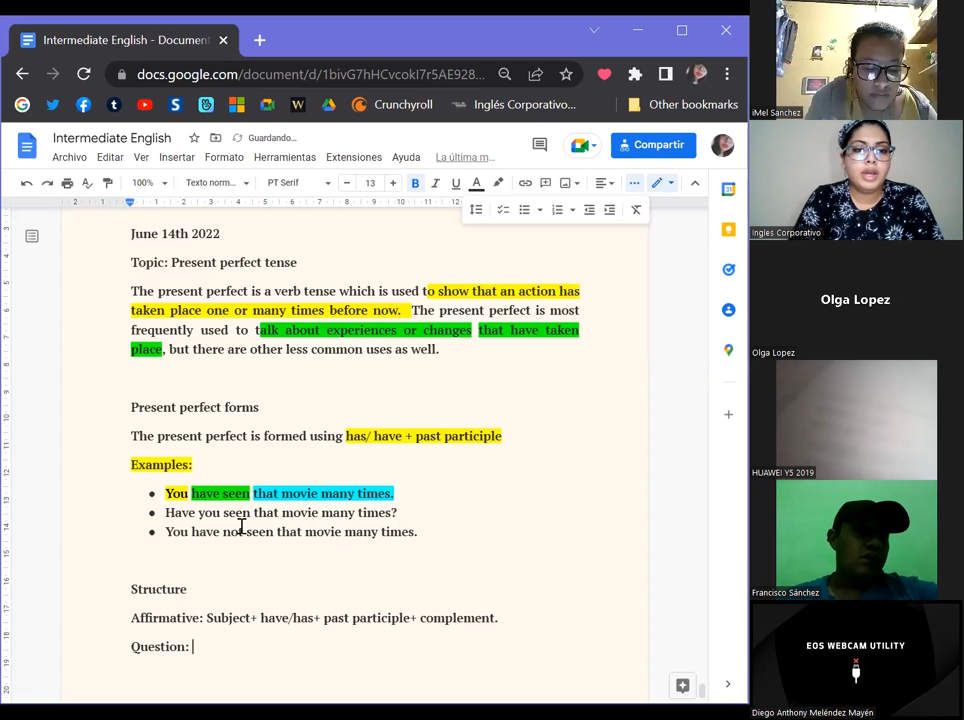 Intermediate English - Document
docs.google.com/document/d/1bivG7hHCvcokI7r5AE928...
Crunchyroll
Inglés Corporativo...
Other bookmarks
Intermediate English
Guardando...
Archivo Editar Ver Insertar Formato Herramientas Extensiones Ayuda La última m...
Compartir
100% Texto norm... PT Serif 13
June 14th 2022
Topic: Present perfect tense
The present perfect is a verb tense which is used to show that an action has
taken place one or many times before now. The present perfect is most
frequently used to talk about experiences or changes that have taken
place, but there are other less common uses as well.
Present perfect forms
The present perfect is formed using has/ have + past participle
Examples:
● You have seen that movie many times.
● Have you seen that movie many times?
● You have not seen that movie many times.
Structure
Affirmative: Subject+ have/has+ past participle+ complement.
Question:
iMel Sanchez
Ingles Corporativo
Olga Lopez
Olga Lopez
HUAWEI Y5 2019
Francisco Sánchez
EOS WEBCAM UTILITY
Diego Anthony Meléndez Mayén